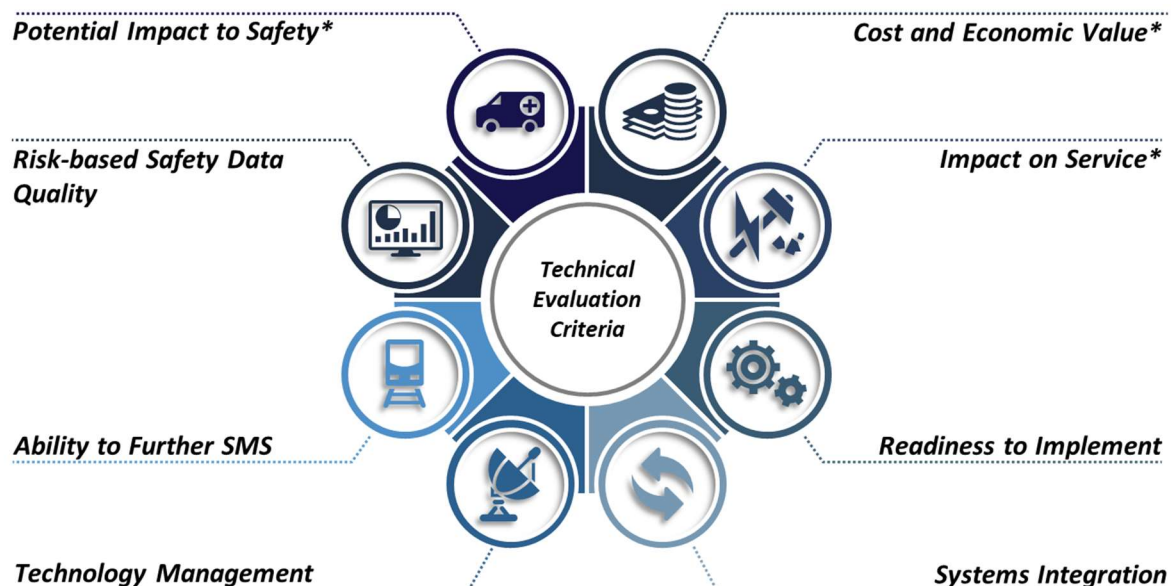 Potential Impact to Safety*
Cost and Economic Value*
Risk-based Safety Data
Quality
Impact on Service*
Technical
Evaluation
Criteria
Ability to Further SMS
Readiness to Implement
Technology Management
Systems Integration